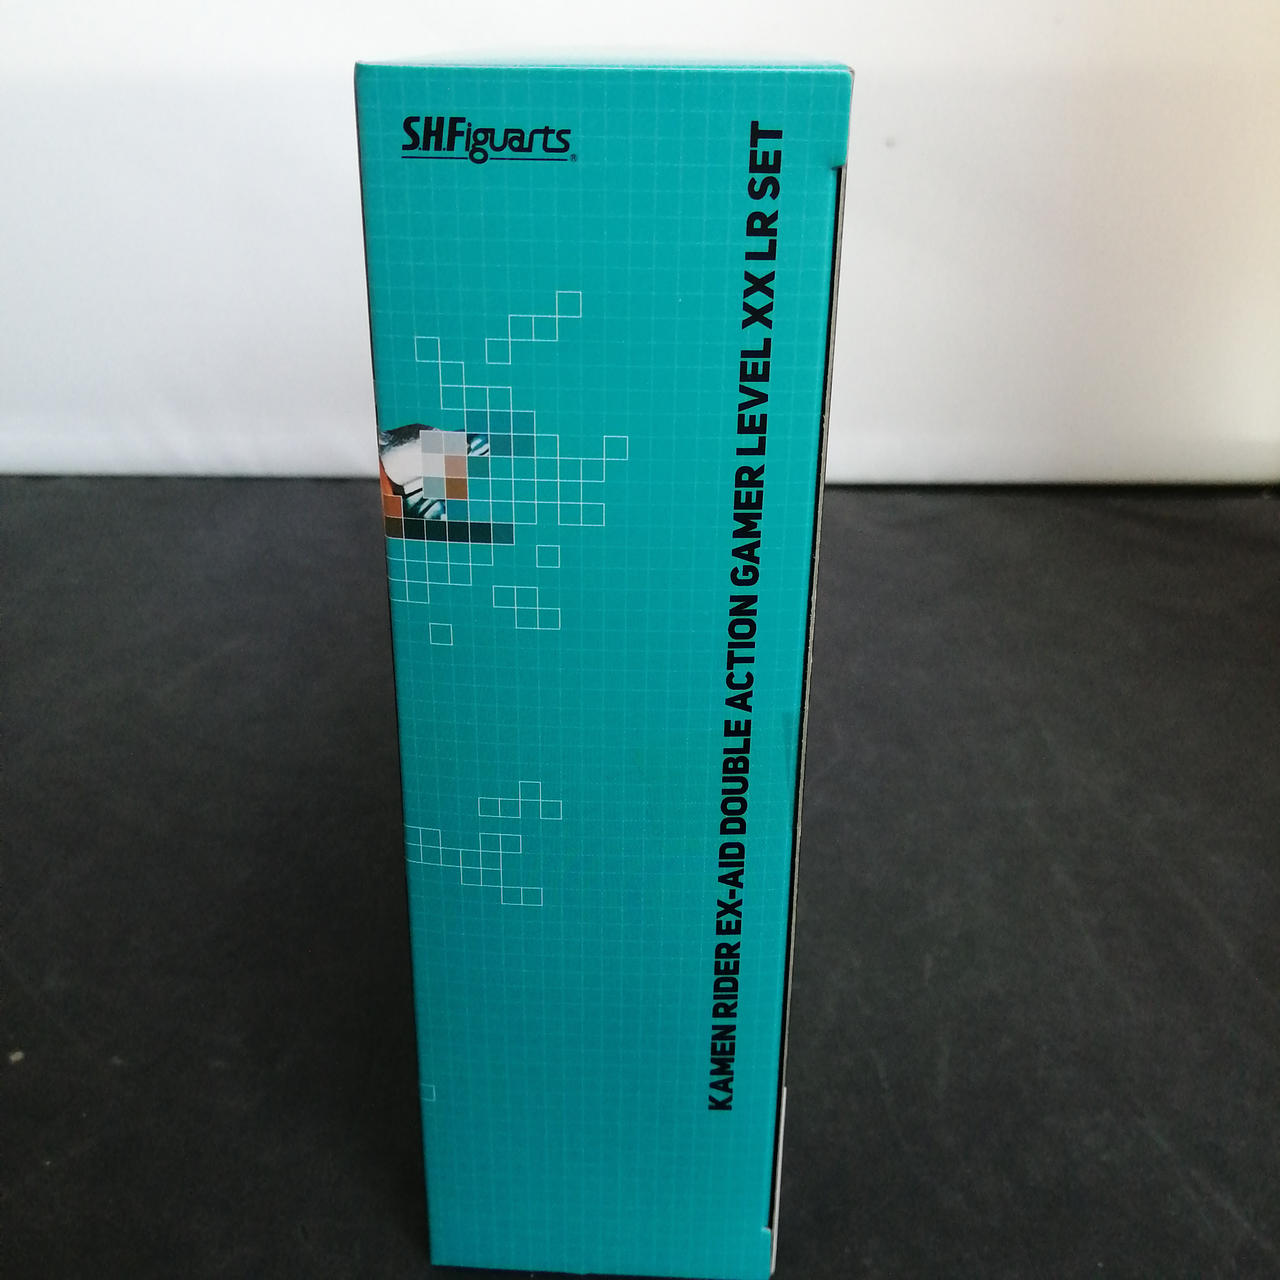 S.H.Figuarts®
KAMEN RIDER EX-AID DOUBLE ACTION GAMER LEVEL XX LR SET